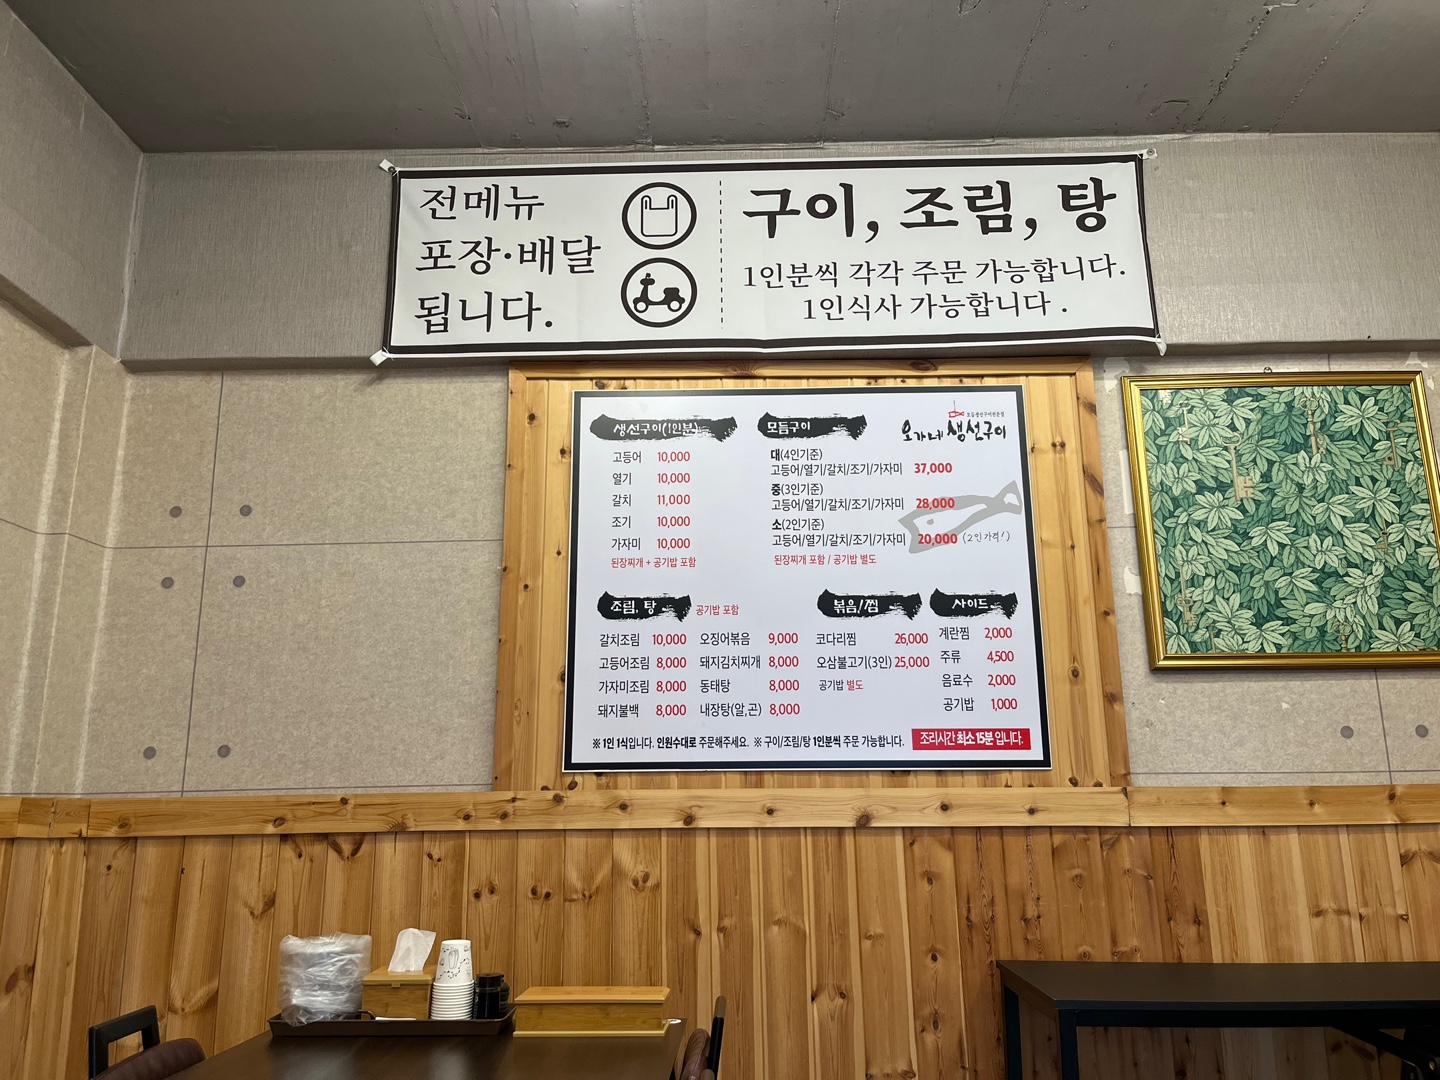 전메뉴
포장·배달
됩니다.
구이, 조림, 탕
1인분씩 각각 주문 가능합니다.
1인식사 가능합니다.
생선구이(1인분)
고등어 10,000
열기 10,000
갈치 11,000
조기 10,000
가자미 10,000
된장찌개 + 공기밥 포함
모듬구이
대(4인기준)
고등어/열기/갈치/조기/가자미 37,000
중(3인기준)
고등어/열기/갈치/조기/가자미 28,000
소(2인기준)
고등어/열기/갈치/조기/가자미 20,000 (2인가격!)
된장찌개 포함 / 공기밥 별도
모듬생선구이전문점
오가네 생선구이
조림, 탕 공기밥 포함
갈치조림 10,000
고등어조림 8,000
가자미조림 8,000
돼지불백 8,000
오징어볶음 9,000
돼지김치찌개 8,000
동태탕 8,000
내장탕(알,곤) 8,000
볶음/찜
코다리찜 26,000
오삼불고기(3인) 25,000
공기밥 별도
사이드
계란찜 2,000
주류 4,500
음료수 2,000
공기밥 1,000
※ 1인 1식입니다. 인원수대로 주문해주세요. ※ 구이/조림/탕 1인분씩 주문 가능합니다.
조리시간 최소 15분 입니다.